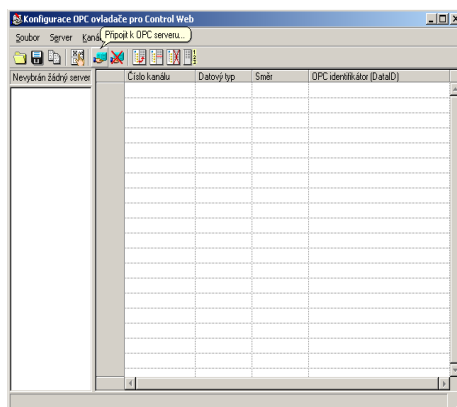 Konfigurace OPC ovladače pro Control Web
Soubor Server Kaná
Připojit k OPC serveru...
Nevybrán žádný server
Číslo kanálu Datový typ Směr OPC identifikátor (DataID)